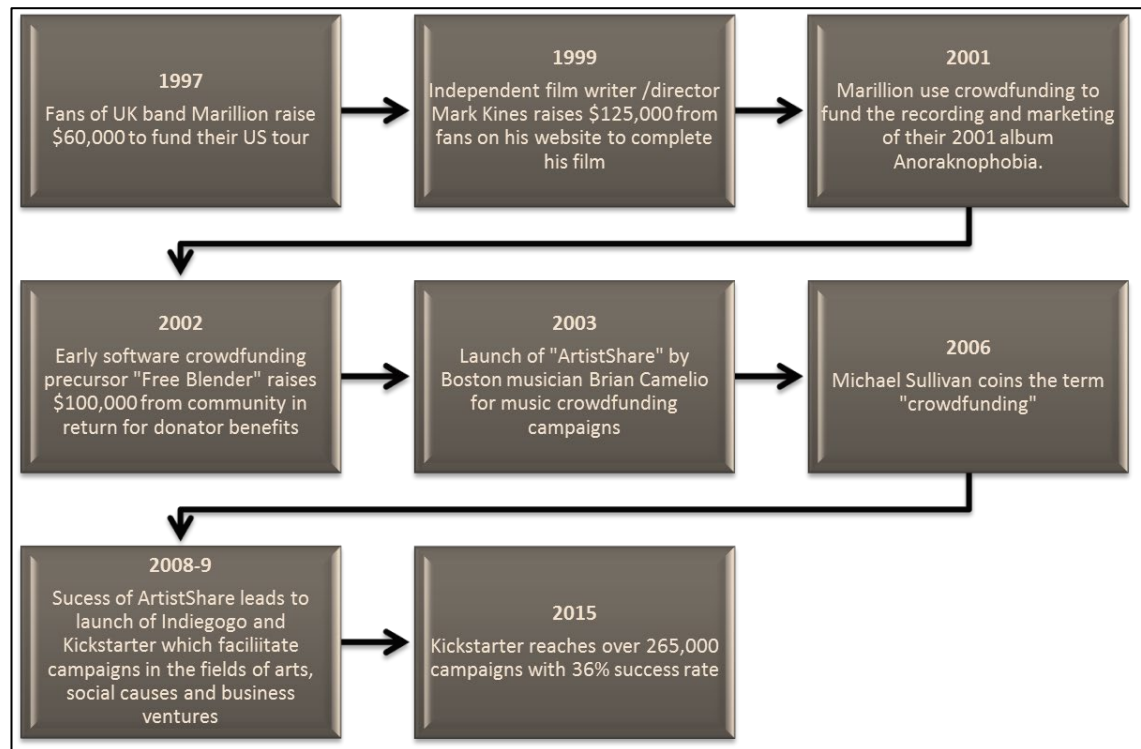 1997
Fans of UK band Marillion raise
$60,000 to fund their US tour
1999
Independent film writer /director
Mark Kines raises $125,000 from
fans on his website to complete
his film
2001
Marillion use crowdfunding to
fund the recording and marketing
of their 2001 album
Anoraknophobia.
2002
Early software crowdfunding
precursor "Free Blender" raises
$100,000 from community in
return for donator benefits
2003
Launch of "ArtistShare" by
Boston musician Brian Camelio
for music crowdfunding
campaigns
2006
Michael Sullivan coins the term
"crowdfunding"
2008-9
Sucess of ArtistShare leads to
launch of Indiegogo and
Kickstarter which faciliitate
campaigns in the fields of arts,
social causes and business
ventures
2015
Kickstarter reaches over 265,000
campaigns with 36% success rate